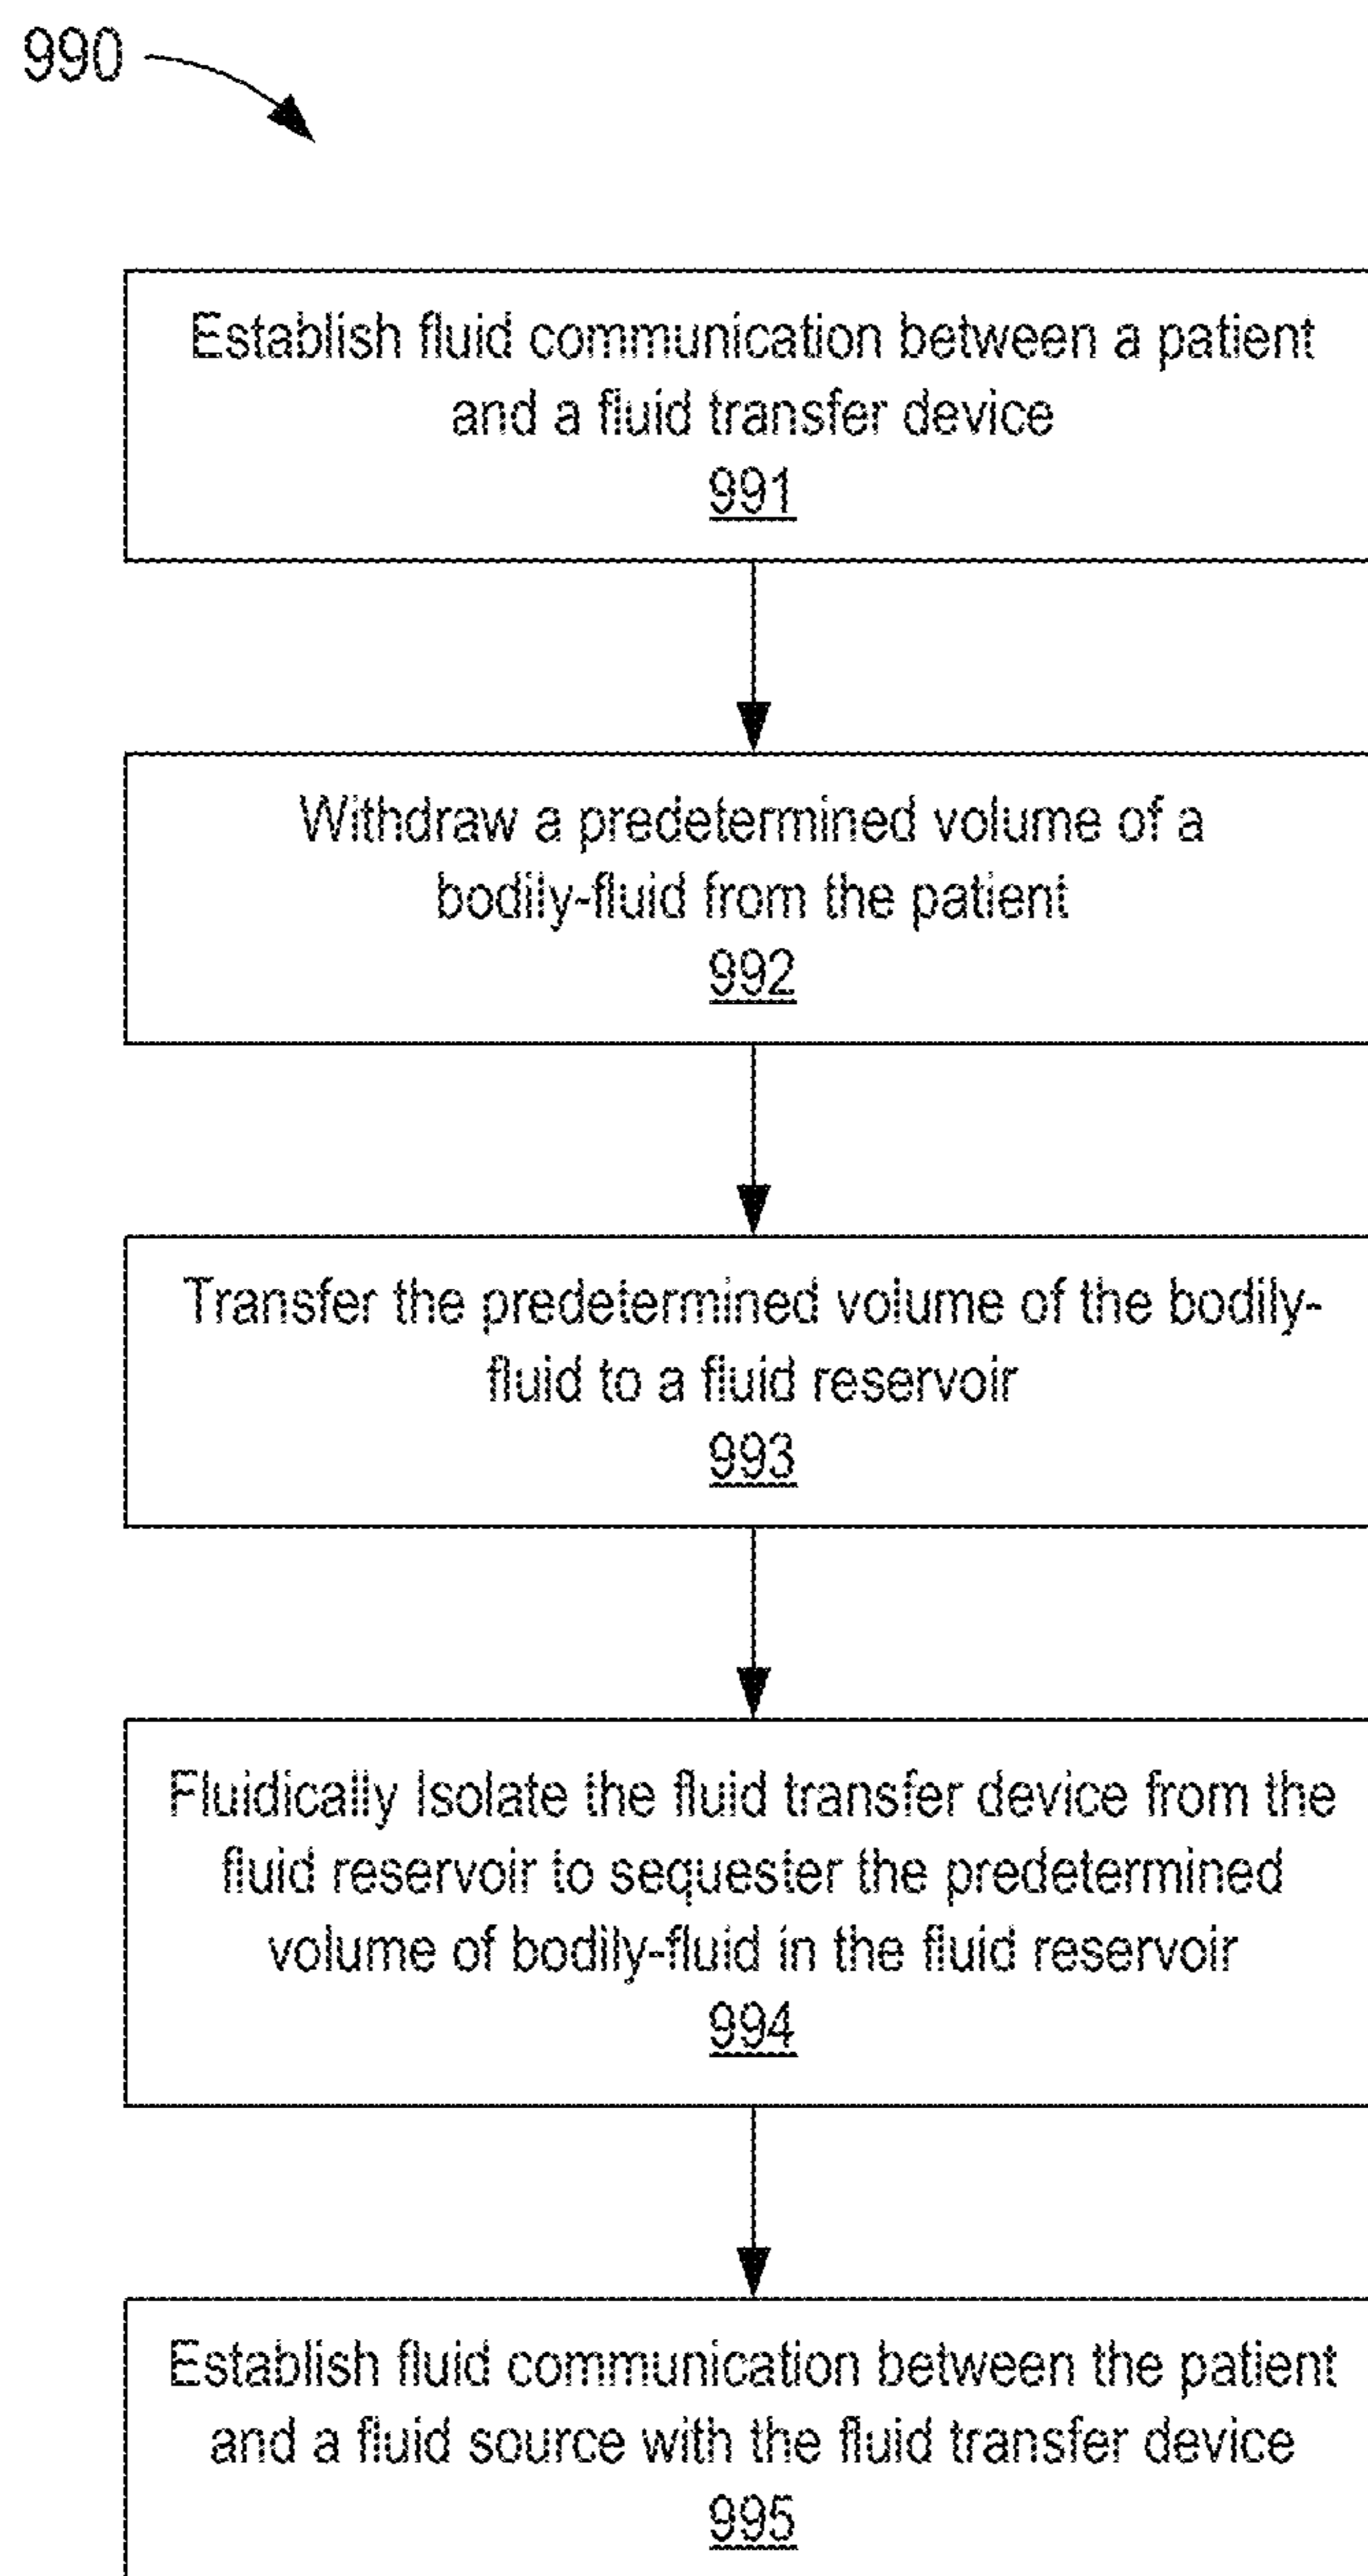 990
Establish fluid communication between a patient
and a fluid transfer device
991
Withdraw a predetermined volume of a
bodily-fluid from the patient
992
Transfer the predetermined volume of the bodily-
fluid to a fluid reservoir
993
Fluidically Isolate the fluid transfer device from the
fluid reservoir to sequester the predetermined
volume of bodily-fluid in the fluid reservoir
994
Establish fluid communication between the patient
and a fluid source with the fluid transfer device
995